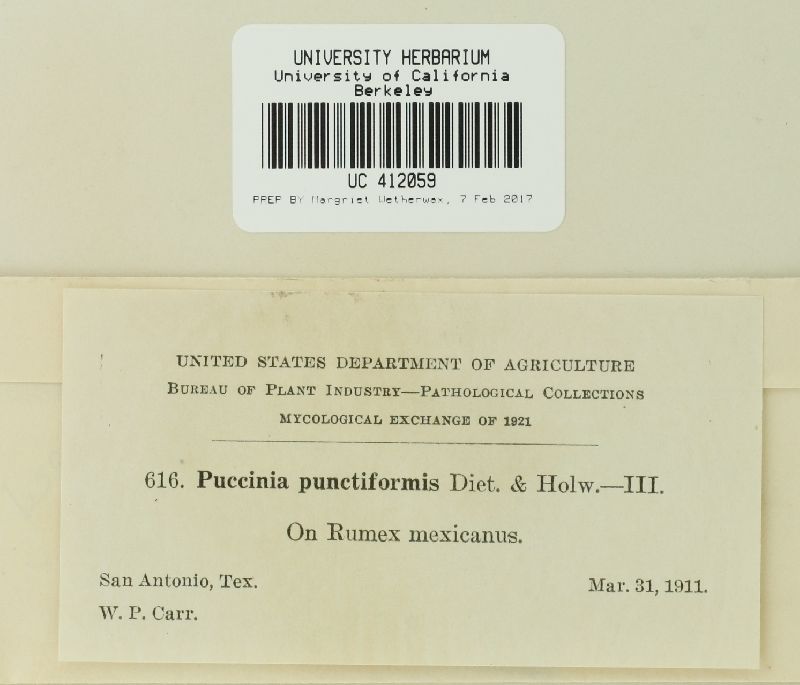 UNIVERSITY HERBARIUM
University of California
Berkeley
UC 412059
PREP BY Margriet Wetherwax, 7 Feb 2017
UNITED STATES DEPARTMENT OF AGRICULTURE
BUREAU OF PLANT INDUSTRY—PATHOLOGICAL COLLECTIONS
MYCOLOGICAL EXCHANGE OF 1921
616. Puccinia punctiformis Diet. & Holw.—III.
On Rumex mexicanus.
San Antonio, Tex. Mar. 31, 1911.
W. P. Carr.